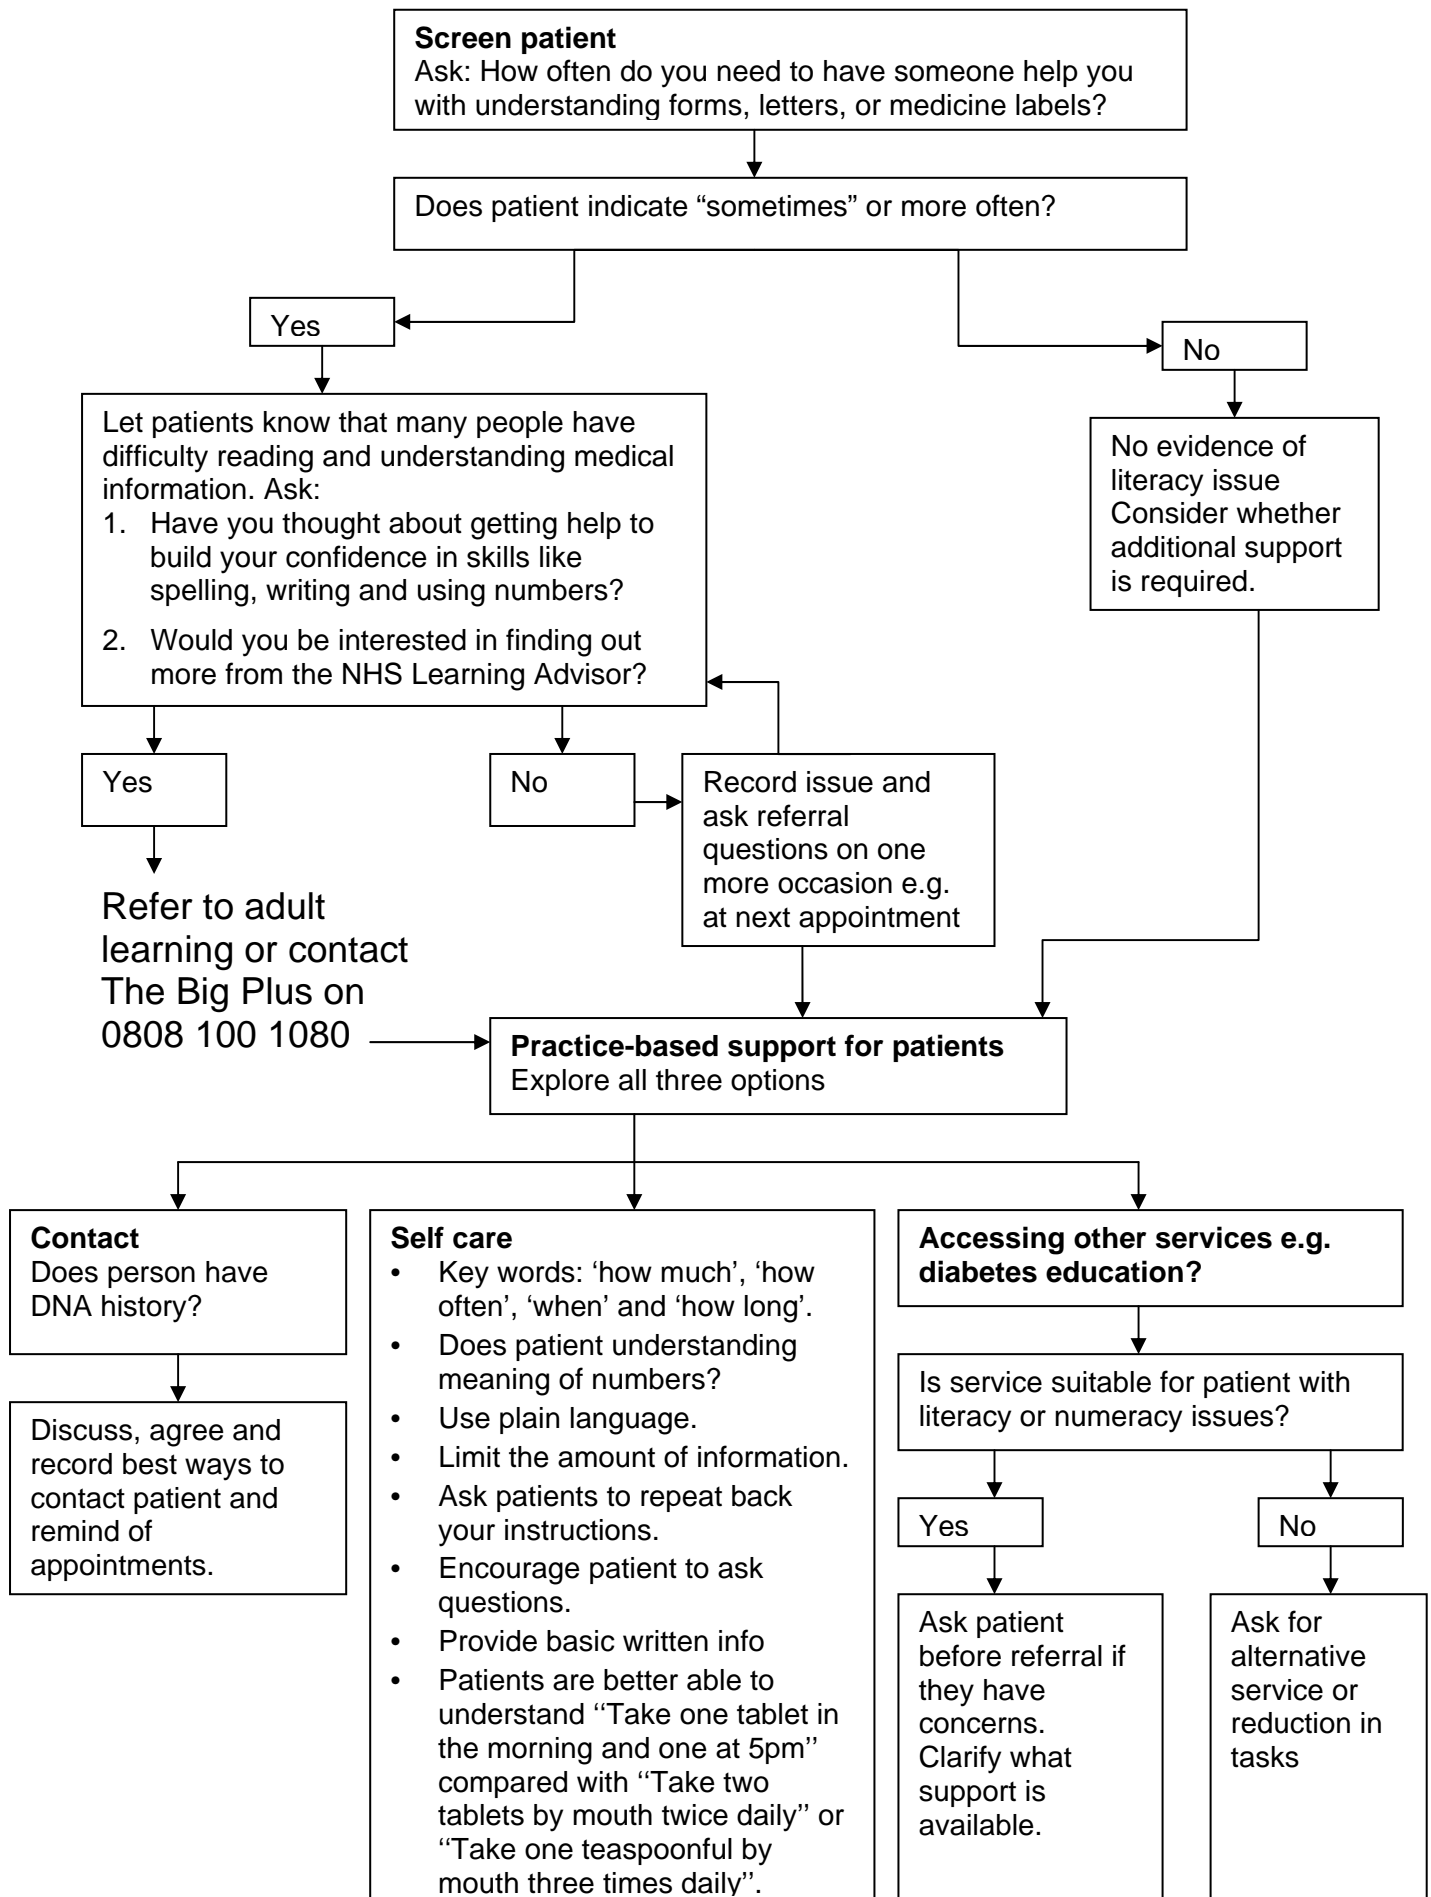 Screen patient
Ask: How often do you need to have someone help you
with understanding forms, letters, or medicine labels?
Does patient indicate “sometimes” or more often?
Yes
No
Let patients know that many people have
difficulty reading and understanding medical
information. Ask:
1. Have you thought about getting help to
build your confidence in skills like
spelling, writing and using numbers?
2. Would you be interested in finding out
more from the NHS Learning Advisor?
No evidence of
literacy issue
Consider whether
additional support
is required.
Yes
No
Record issue and
ask referral
questions on one
more occasion e.g.
at next appointment
Refer to adult
learning or contact
The Big Plus on
0808 100 1080
Practice-based support for patients
Explore all three options
Contact
Does person have
DNA history?
Discuss, agree and
record best ways to
contact patient and
remind of
appointments.
Self care
• Key words: ‘how much’, ‘how
often’, ‘when’ and ‘how long’.
• Does patient understanding
meaning of numbers?
• Use plain language.
• Limit the amount of information.
• Ask patients to repeat back
your instructions.
• Encourage patient to ask
questions.
• Provide basic written info
• Patients are better able to
understand ‘‘Take one tablet in
the morning and one at 5pm’’
compared with ‘‘Take two
tablets by mouth twice daily’’ or
‘‘Take one teaspoonful by
mouth three times daily’’.
Accessing other services e.g.
diabetes education?
Is service suitable for patient with
literacy or numeracy issues?
Yes
No
Ask patient
before referral if
they have
concerns.
Clarify what
support is
available.
Ask for
alternative
service or
reduction in
tasks